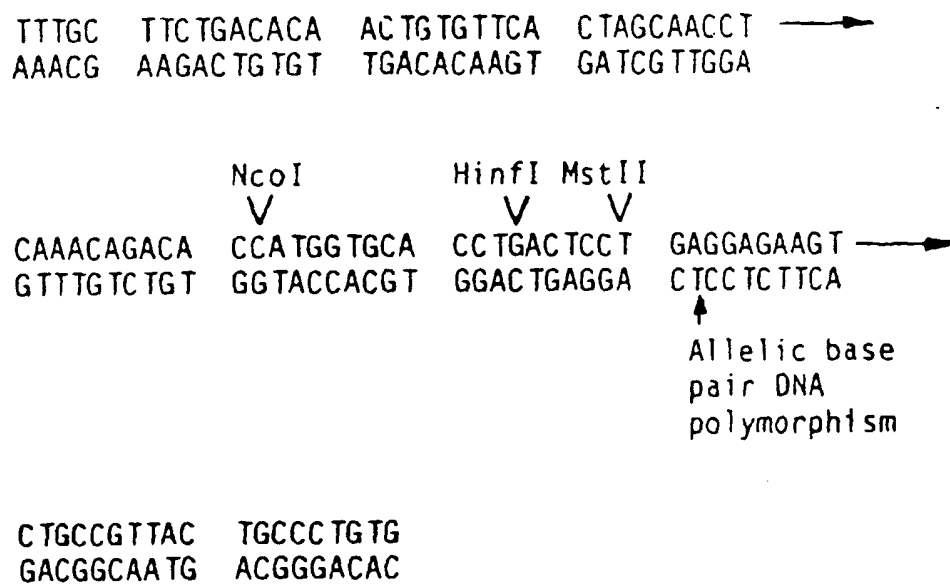 TTTGC TTCTGACACA ACTGTGTTCA CTAGCAACCT
AAACG AAGACTGTGT TGACACAAGT GATCGTTGGA
NcoI HinfI MstII
CAAACAGACA CCATGGTGCA CCTGACTCCT GAGGAGAAGT
GTTTGTCTGT GGTACCACGT GGACTGAGGA CTCCTCTTCA
Allelic base
pair DNA
polymorphism
CTGCCGTTAC TGCCCTGTG
GACGGCAATG ACGGGACAC